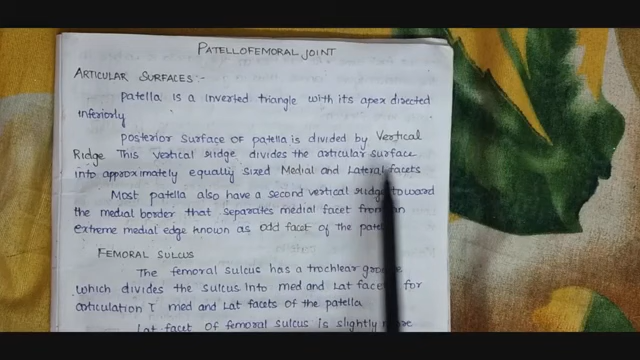 PATELLOFEMORAL JOINT
ARTICULAR SURFACES :-
Patella is a inverted triangle with its apex directed
inferiorly
Posterior surface of patella is divided by Vertical
Ridge This vertical ridge divides the articular surface
into approximately equally sized Medial and Lateral facets
Most patella also have a second vertical ridge toward
the medial border that separates medial facet from an
extreme medial edge known as odd facet of the
FEMORAL SULCUS
The femoral sulcus has a trochlear groove
which divides the sulcus into med and Lat for
articulation T med and Lat facets of the patella
Lat facet of femoral sulcus is slightly